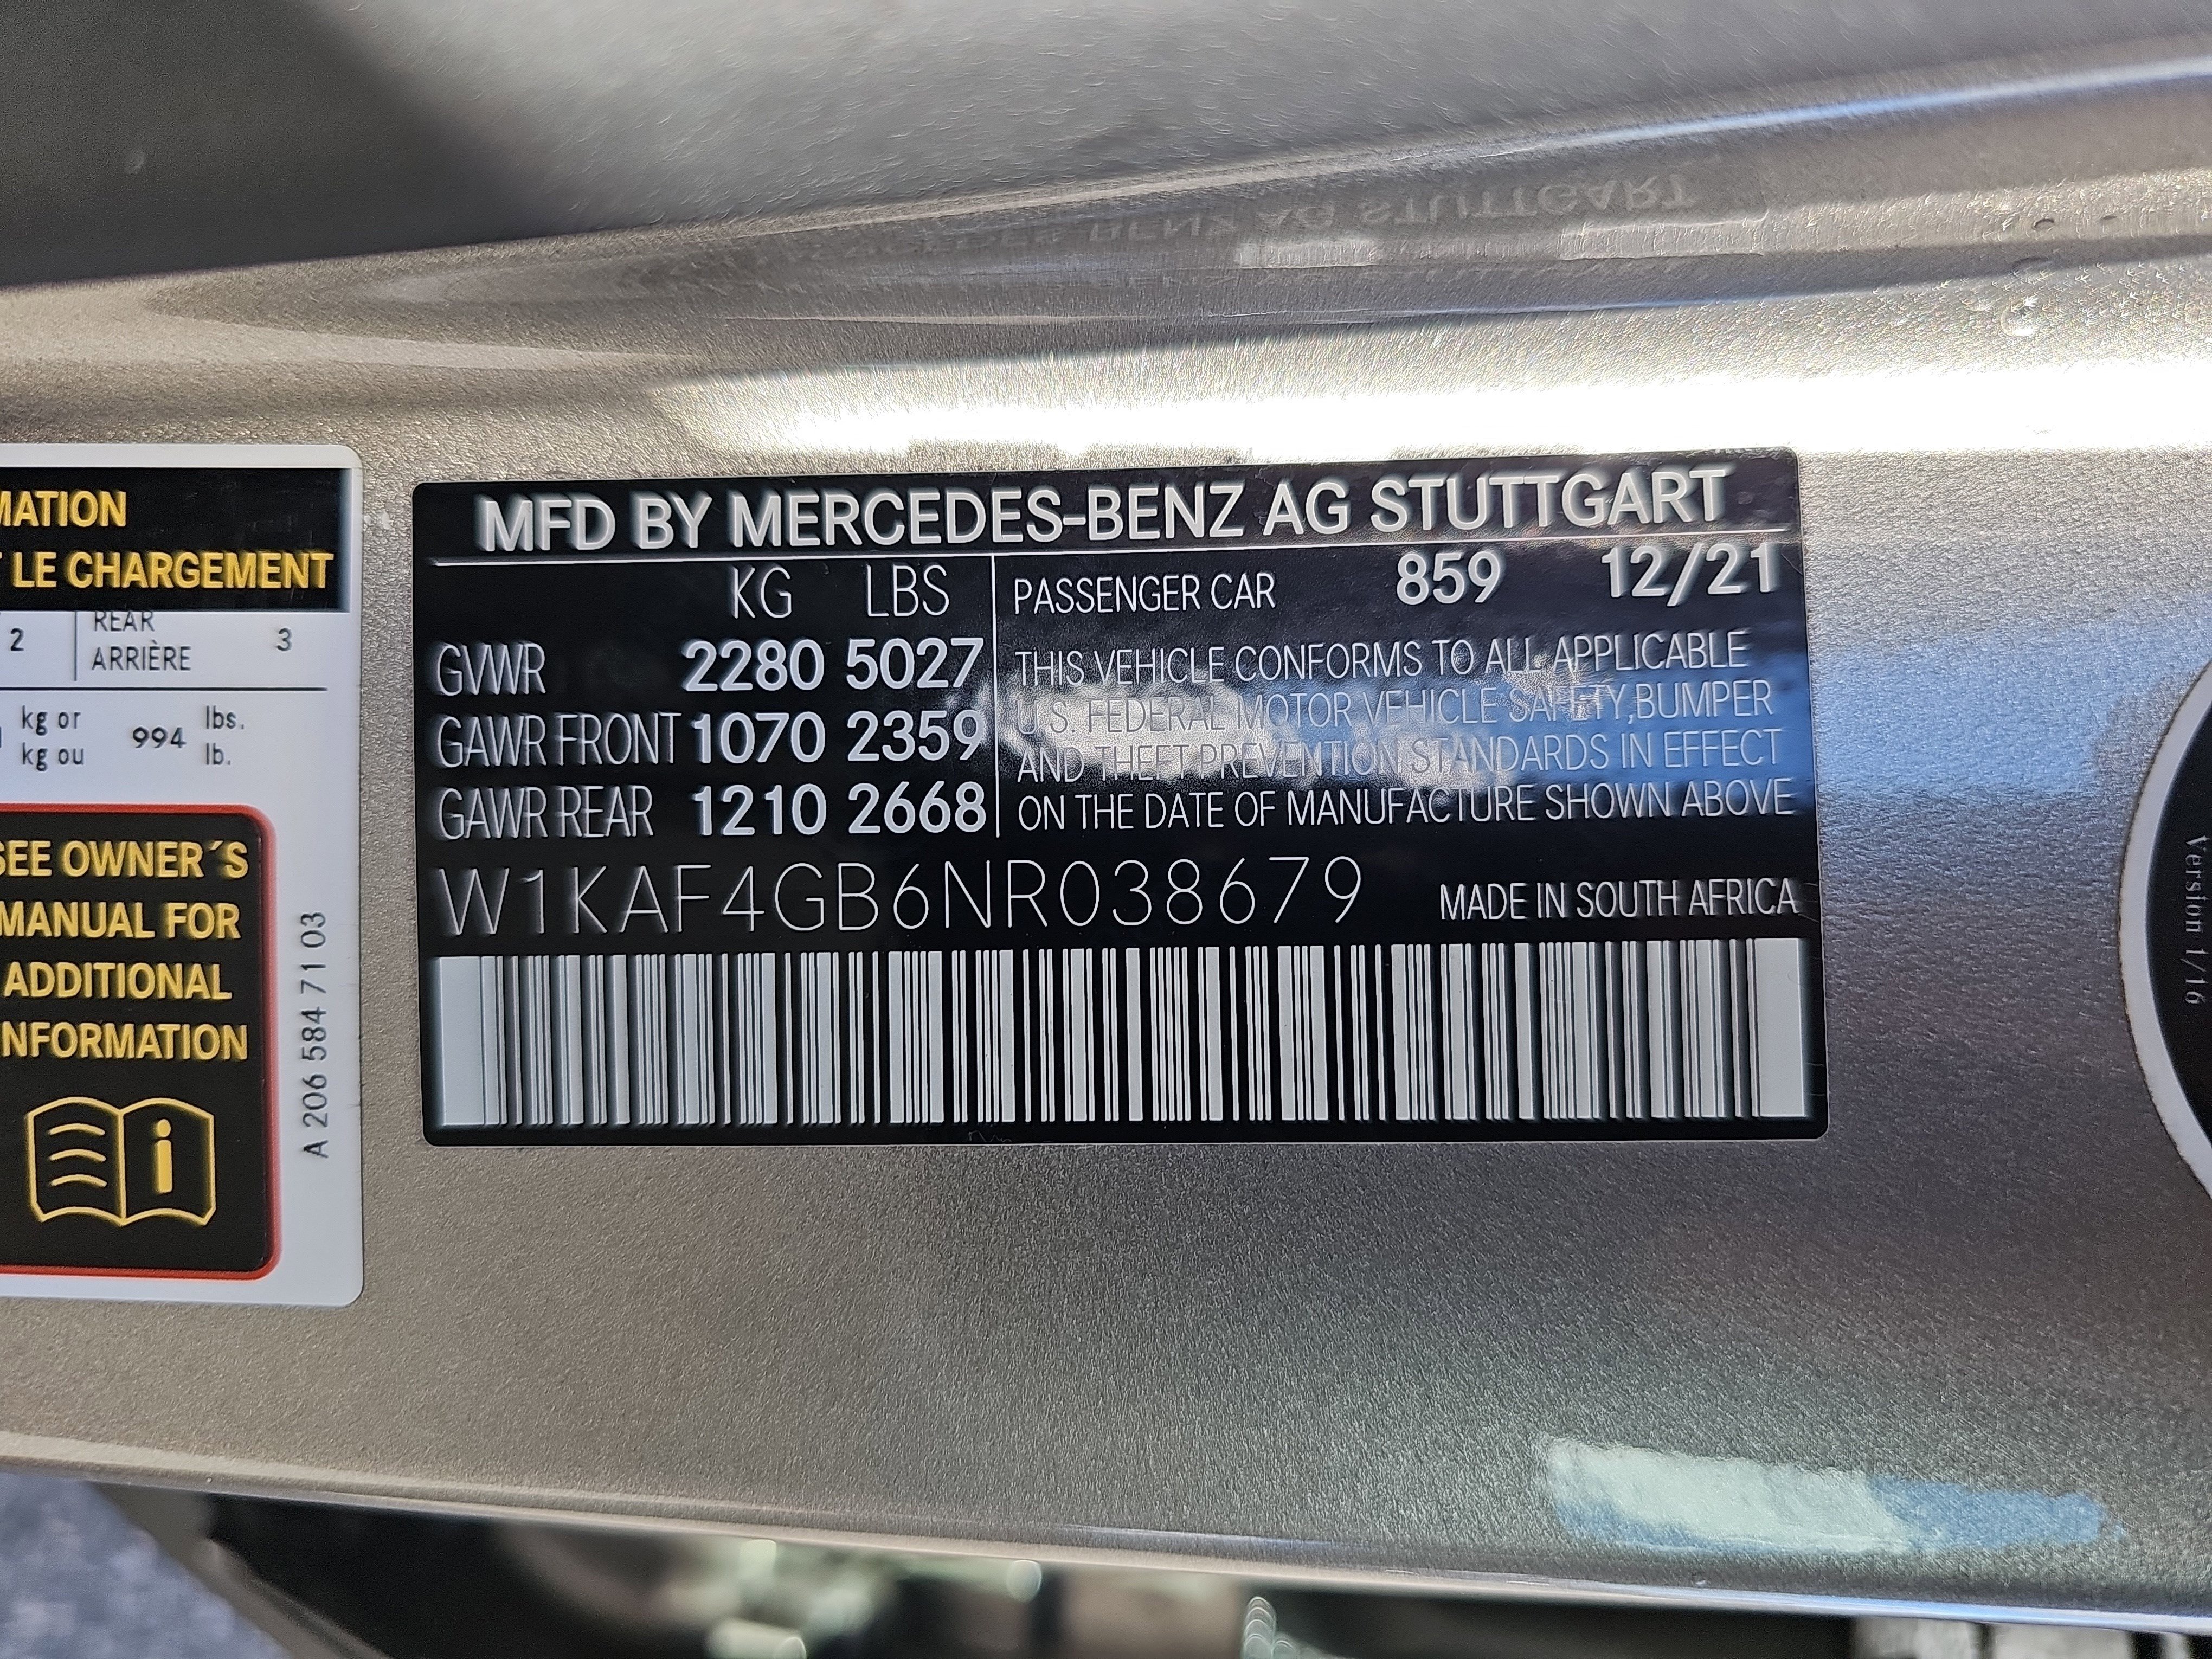 MATION
LE CHARGEMENT
2
REAR
ARRIÈRE
3
kg or
kg ou
994
lbs.
lb.
SEE OWNER´S
MANUAL FOR
ADDITIONAL
INFORMATION
A 206 584 71 03
MFD BY MERCEDES-BENZ AG STUTTGART
KG LBS
GVWR 2280 5027
GAWR FRONT 1070 2359
GAWR REAR 1210 2668
PASSENGER CAR 859 12/21
THIS VEHICLE CONFORMS TO ALL APPLICABLE
U.S. FEDERAL MOTOR VEHICLE SAFETY,BUMPER
AND THEFT PREVENTION STANDARDS IN EFFECT
ON THE DATE OF MANUFACTURE SHOWN ABOVE
W1KAF4GB6NR038679 MADE IN SOUTH AFRICA
Version 1/16